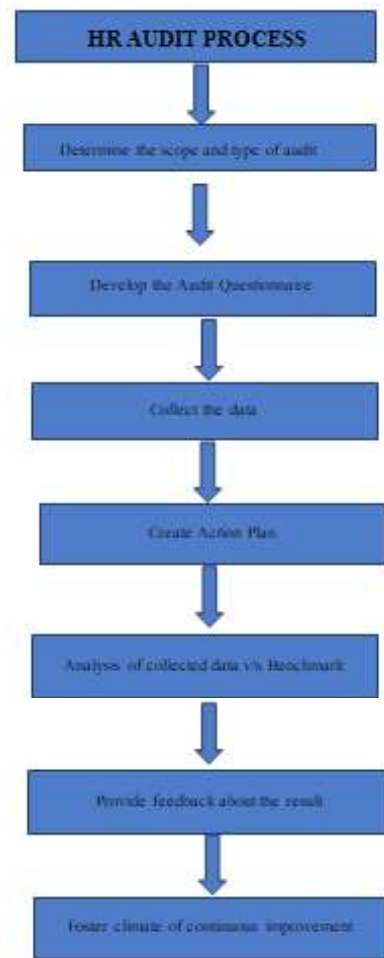 HR AUDIT PROCESS
Determine the scope and type of audit
Develop the Audit Questionnaire
Collect the data
Create Action Plan
Analysis of collected data v/s Benchmark
Provide feedback about the result
Foster climate of continuous improvement